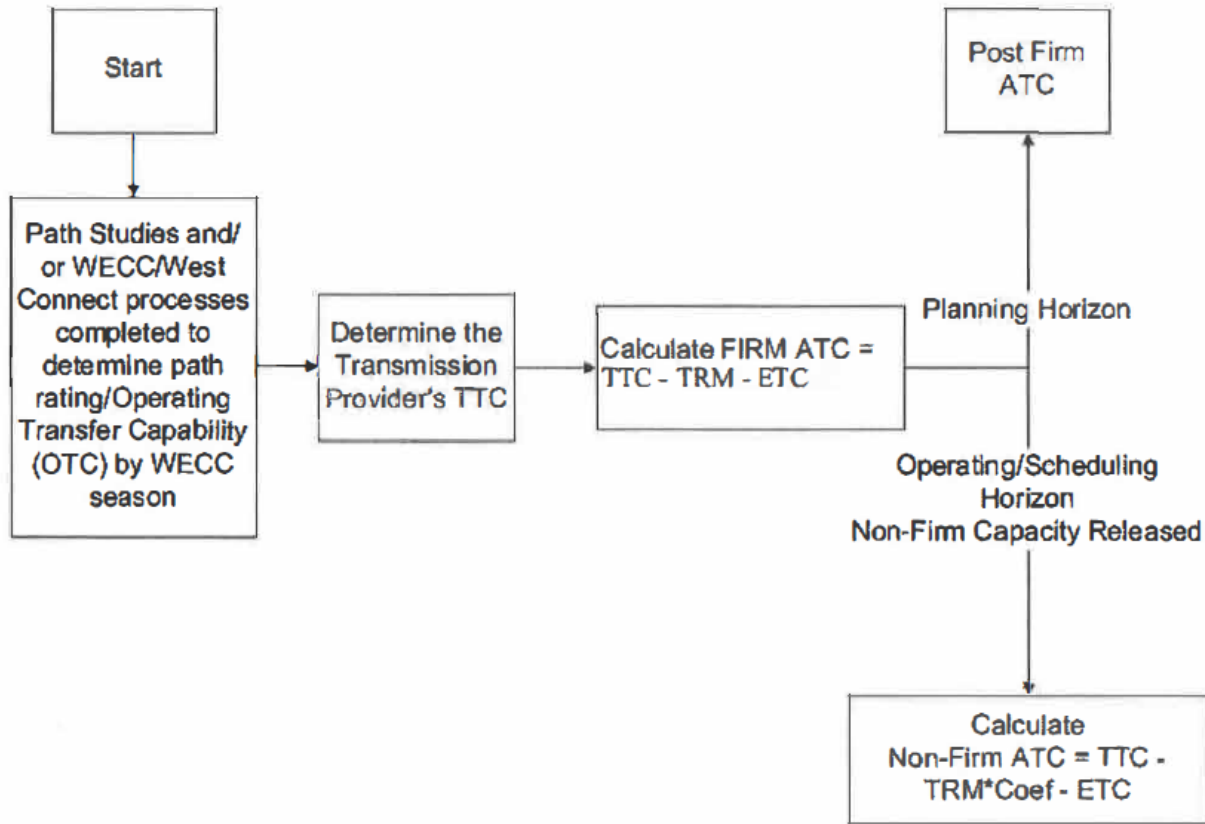 Start
Path Studies and/
or WECC/West
Connect processes
completed to
determine path
rating/Operating
Transfer Capability
(OTC) by WECC
season
Determine the
Transmission
Provider's TTC
Calculate FIRM ATC =
TTC - TRM - ETC
Post Firm
ATC
Planning Horizon
Operating/Scheduling
Horizon
Non-Firm Capacity Released
Calculate
Non-Firm ATC = TTC -
TRM*Coef - ETC